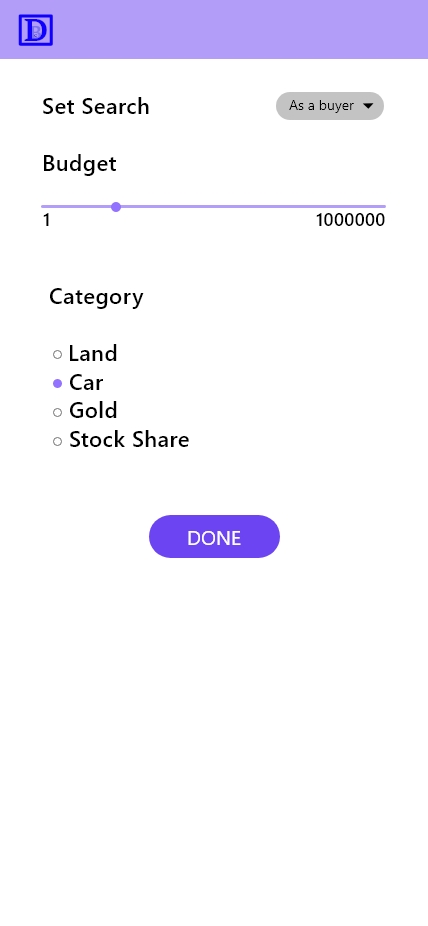 D
Set Search
As a buyer
Budget
1
1000000
Category
Land
Car
Gold
Stock Share
DONE